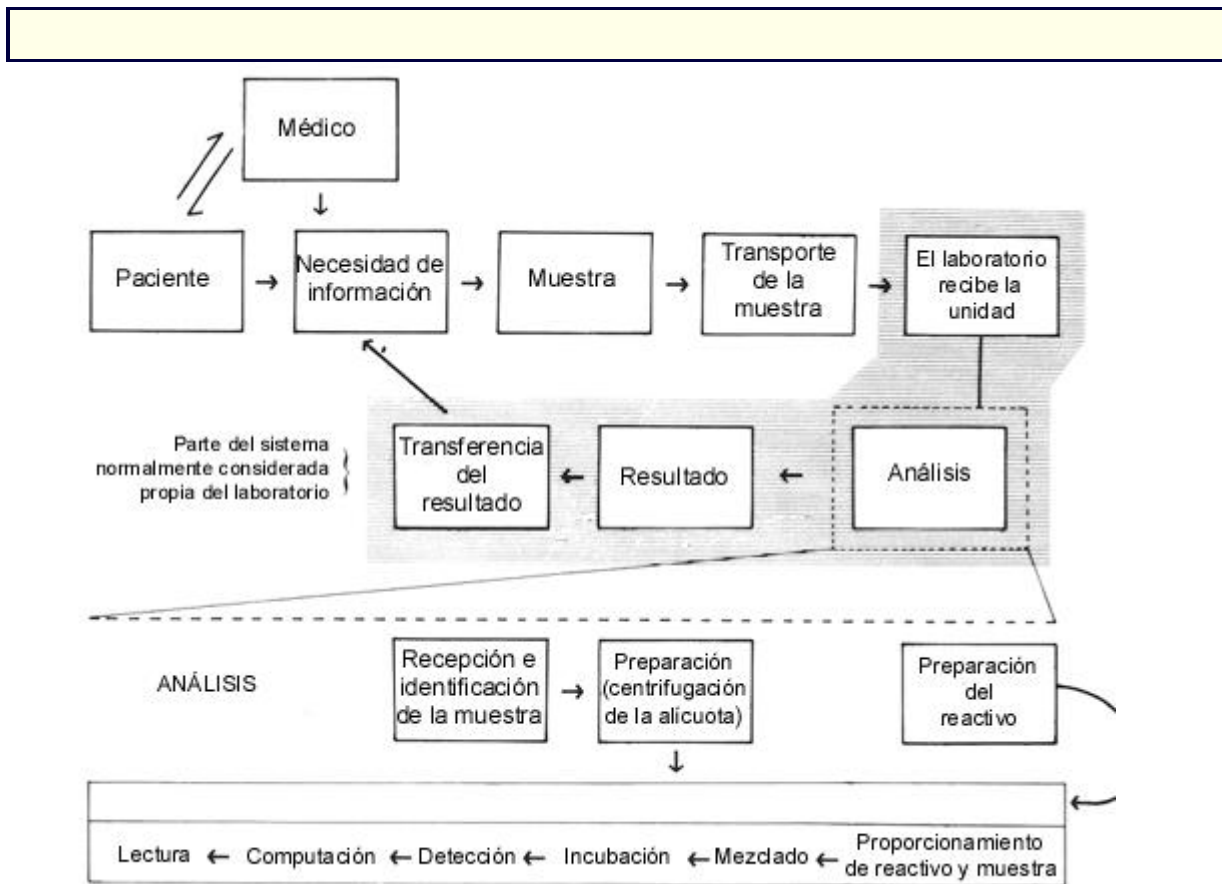 Médico
Paciente
Necesidad de
información
Muestra
Transporte
de la
muestra
El laboratorio
recibe la
unidad
Parte del sistema
normalmente considerada
propia del laboratorio
Transferencia
del
resultado
Resultado
Análisis
ANÁLISIS
Recepción e
identificación
de la muestra
Preparación
(centrifugación
de la alícuota)
Preparación
del
reactivo
Lectura ← Computación ← Detección ← Incubación ← Mezclado ← Proporcionamiento
de reactivo y muestra